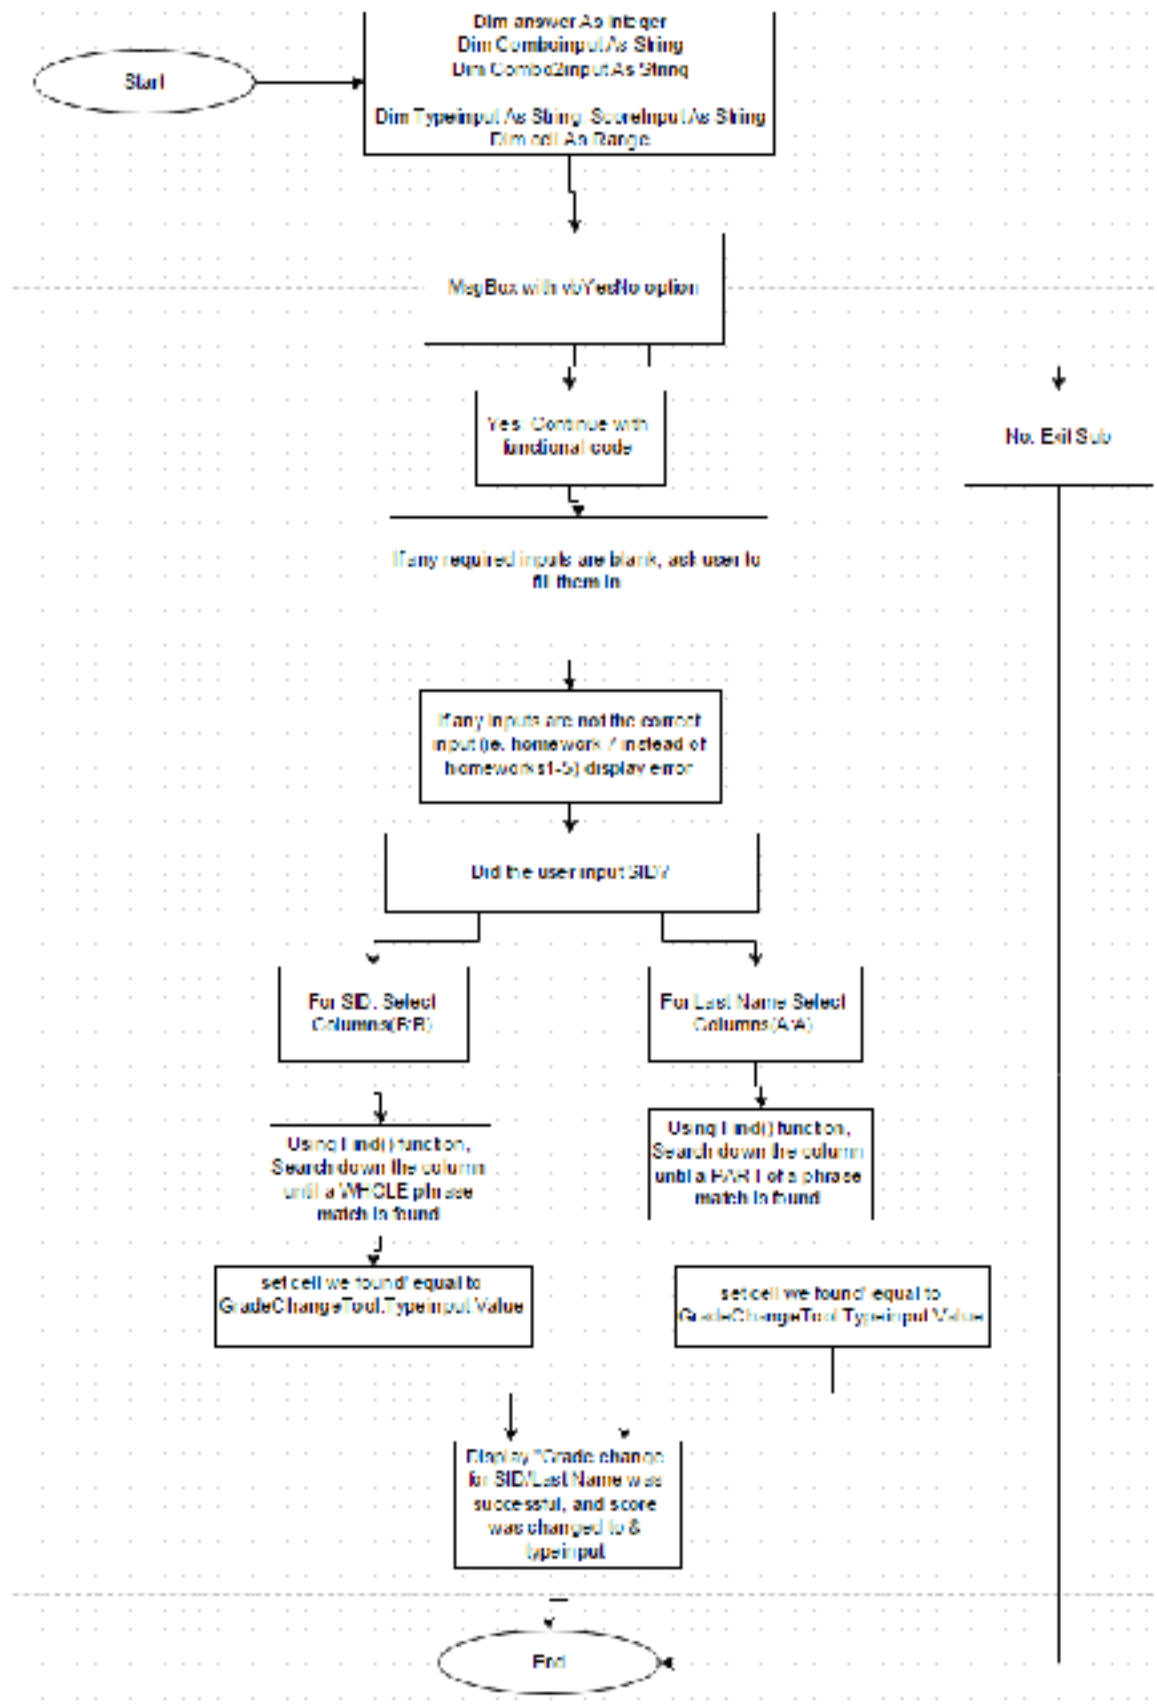 Start
Dim answer As Integer
Dim Comboinput As String
Dim Combo2input As String
Dim Typeinput As String, ScoreInput As String
Dim cell As Range
MsgBox with vbYesNo option
Yes: Continue with
functional code
No: Exit Sub
If any required inputs are blank, ask user to
fill them in
If any inputs are not the correct
input (ie. homework 7 instead of
homeworks1-5) display error
Did the user input SID?
For SID: Select
Columns(B:B)
For Last Name Select
Columns(A:A)
Using Find() function,
Search down the column
until a WHOLE phrase
match is found
Using Find() function,
Search down the column
until a PART of a phrase
match is found
set cell we found' equal to
GradeChangeTool.Typeinput.Value
set cell we found' equal to
GradeChangeTool.Typeinput.Value
Display "Grade change
for SID/Last Name was
successful, and score
was changed to &
typeinput
End